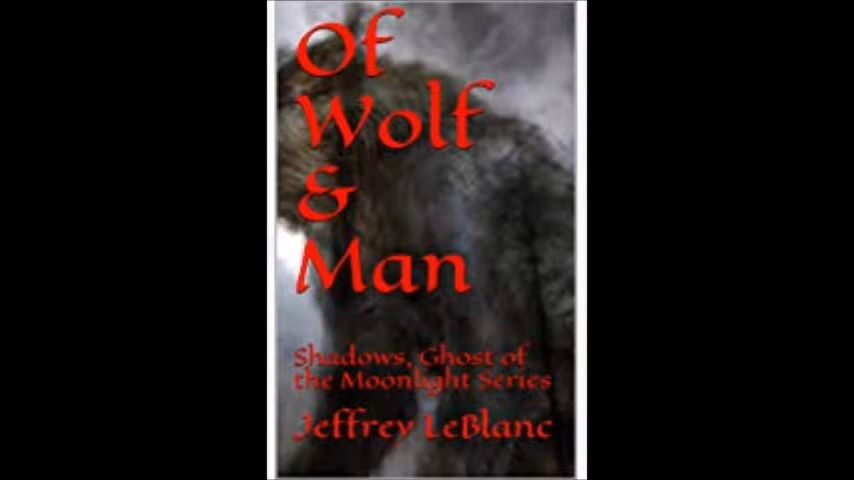 Of
Wolf
&
Man
Shadows, Ghost of
the Moonlight Series
Jeffrey LeBlanc